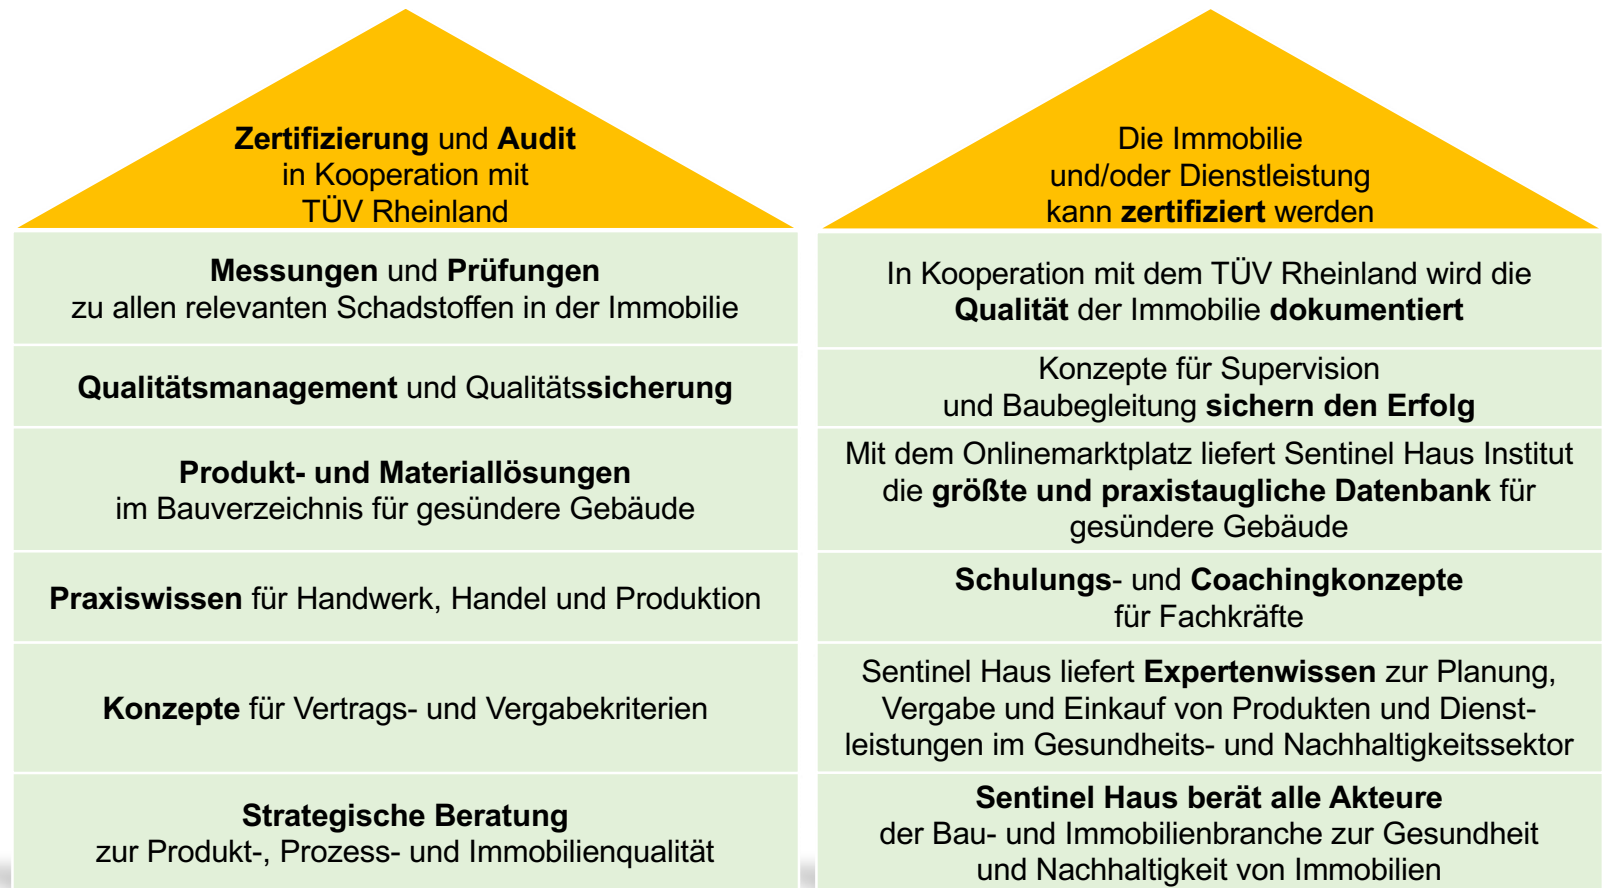 Zertifizierung und Audit
in Kooperation mit
TÜV Rheinland
Messungen und Prüfungen
zu allen relevanten Schadstoffen in der Immobilie
Qualitätsmanagement und Qualitätssicherung
Produkt- und Materiallösungen
im Bauverzeichnis für gesündere Gebäude
Praxiswissen für Handwerk, Handel und Produktion
Konzepte für Vertrags- und Vergabekriterien
Strategische Beratung
zur Produkt-, Prozess- und Immobilienqualität
Die Immobilie
und/oder Dienstleistung
kann zertifiziert werden
In Kooperation mit dem TÜV Rheinland wird die
Qualität der Immobilie dokumentiert
Konzepte für Supervision
und Baubegleitung sichern den Erfolg
Mit dem Onlinemarktplatz liefert Sentinel Haus Institut
die größte und praxistaugliche Datenbank für
gesündere Gebäude
Schulungs- und Coachingkonzepte
für Fachkräfte
Sentinel Haus liefert Expertenwissen zur Planung,
Vergabe und Einkauf von Produkten und Dienst-
leistungen im Gesundheits- und Nachhaltigkeitssektor
Sentinel Haus berät alle Akteure
der Bau- und Immobilienbranche zur Gesundheit
und Nachhaltigkeit von Immobilien